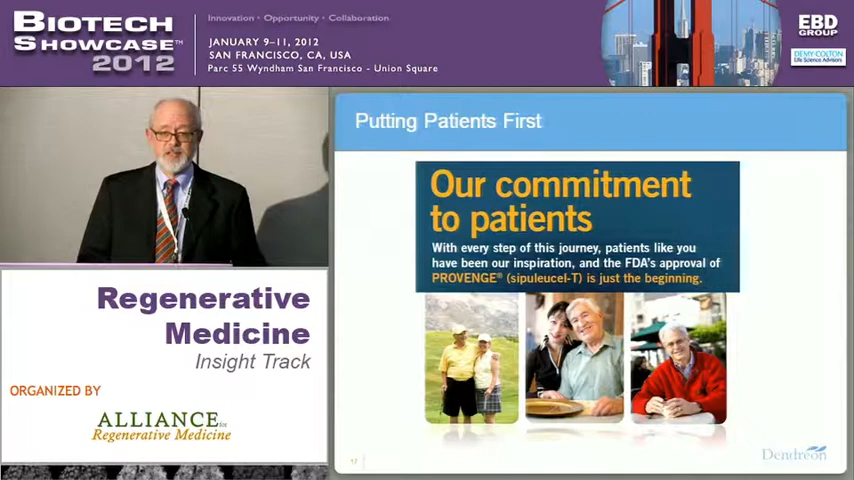 BIOTECH
SHOWCASE™
2012
Innovation • Opportunity • Collaboration
JANUARY 9–11, 2012
SAN FRANCISCO, CA, USA
Parc 55 Wyndham San Francisco - Union Square
EBD
GROUP
DEMY-COLTON
Life Science Advisors
Putting Patients First
Our commitment
to patients
With every step of this journey, patients like you
have been our inspiration, and the FDA's approval of
PROVENGE® (sipuleucel-T) is just the beginning.
Regenerative
Medicine
Insight Track
ORGANIZED BY
ALLIANCE for
Regenerative Medicine
Dendreon